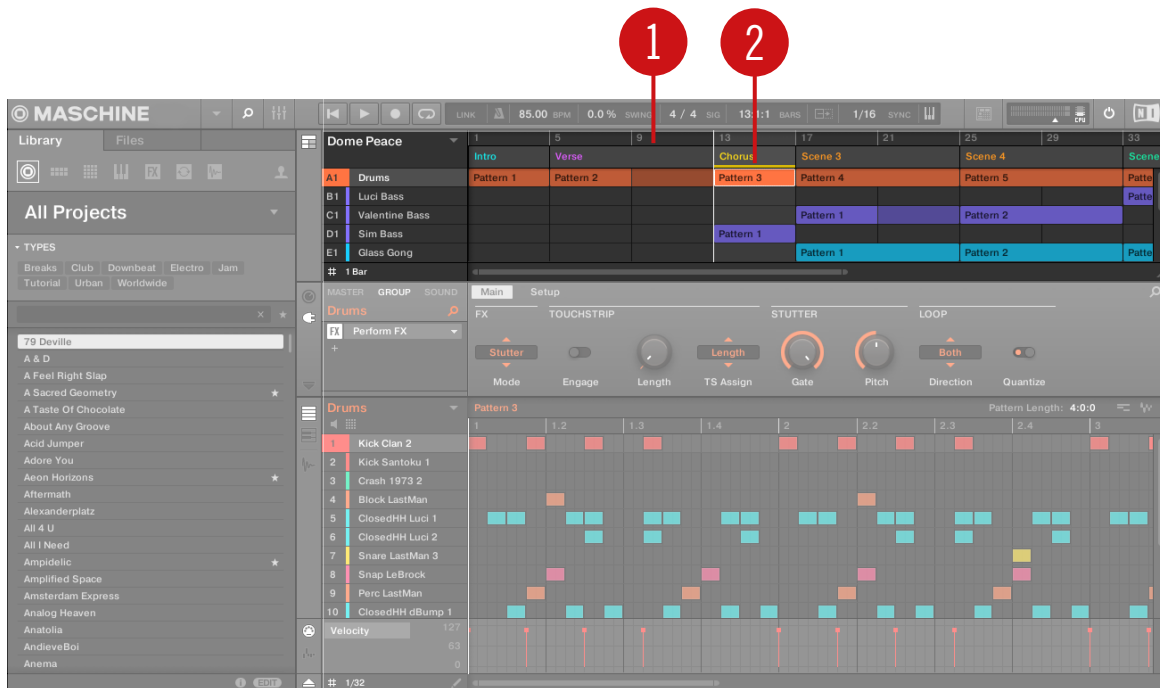 1 2
MASCHINE
LINK 85.00 BPM 0.0% SWING 4 / 4 SIG 13:1:1 BARS 1/16 SYNC CPU NI
Library Files
Dome Peace 1 5 9 13 17 21 25 29 33
Intro Verse Chorus Scene 3 Scene 4 Scene
FX
A1 Drums Pattern 1 Pattern 2 Pattern 3 Pattern 4 Pattern 5 Patte
B1 Luci Bass Patte
All Projects
C1 Valentine Bass Pattern 1 Pattern 2
D1 Sim Bass Pattern 1
TYPES
E1 Glass Gong Pattern 1 Pattern 2 Patte
Breaks Club Downbeat Electro Jam
# 1 Bar
Tutorial Urban Worldwide
MASTER GROUP SOUND Main Setup
Drums FX TOUCHSTRIP STUTTER LOOP
x
FX Perform FX
+
79 Deville
Stutter Length Both
A & D
A Feel Right Slap
Mode Engage Length TS Assign Gate Pitch Direction Quantize
A Sacred Geometry
A Taste Of Chocolate
Drums Pattern 3 Pattern Length: 4:0:0
About Any Groove
1 1.2 1.3 1.4 2 2.2 2.3 2.4 3
Acid Jumper
1 Kick Clan 2
Adore You
2 Kick Santoku 1
Aeon Horizons
3 Crash 1973 2
Aftermath
4 Block LastMan
Alexanderplatz
5 ClosedHH Luci 1
All 4 U
6 ClosedHH Luci 2
All I Need
7 Snare LastMan 3
Ampidelic
8 Snap LeBrock
Amplified Space
9 Perc LastMan
Amsterdam Express
10 ClosedHH dBump 1
Analog Heaven
Anatolia
Velocity 127
AndieveBoi
63
Anema
0
i EDIT
# 1/32